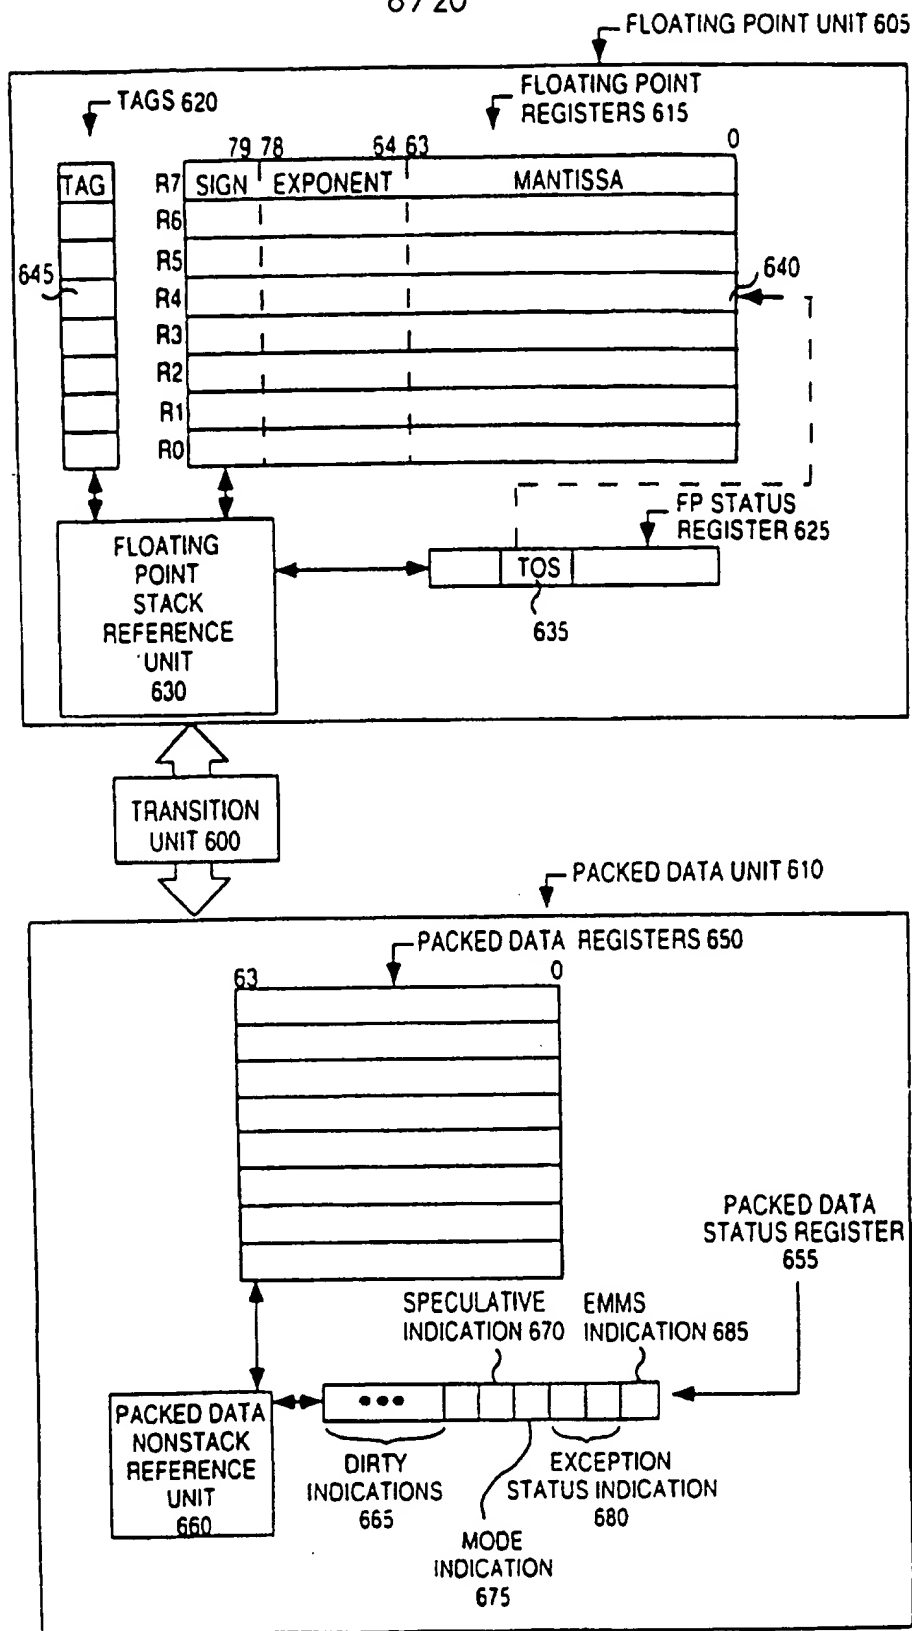 FLOATING POINT UNIT 605
TAGS 620
FLOATING POINT
REGISTERS 615
79 78 64 63 0
TAG R7 SIGN EXPONENT MANTISSA
R6
R5
645 640
R4
R3
R2
R1
R0
FP STATUS
REGISTER 625
FLOATING
POINT
STACK
REFERENCE
UNIT
630
TOS
635
TRANSITION
UNIT 600
PACKED DATA UNIT 610
PACKED DATA REGISTERS 650
63 0
PACKED DATA
STATUS REGISTER
655
SPECULATIVE
INDICATION 670
EMMS
INDICATION 685
PACKED DATA
NONSTACK
REFERENCE
UNIT
660
DIRTY
INDICATIONS
665
EXCEPTION
STATUS INDICATION
680
MODE
INDICATION
675